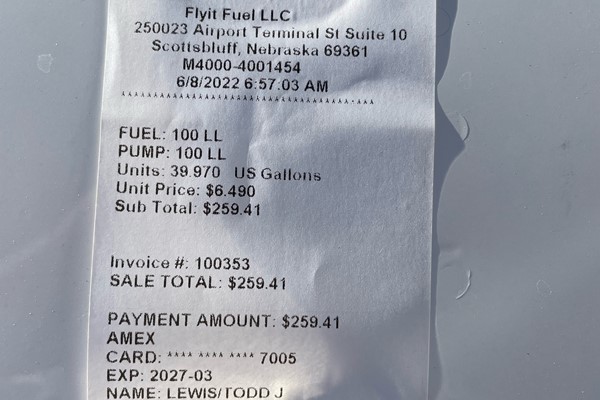 Flyit Fuel LLC
250023 Airport Terminal St Suite 10
Scottsbluff, Nebraska 69361
M4000-4001454
6/8/2022 6:57:03 AM
^^^^^^^^^^^^^^^^^^^^^^^^^^^^^^^^^^^^^^^^
FUEL: 100 LL
PUMP: 100 LL
Units: 39.970 US Gallons
Unit Price: $6.490
Sub Total: $259.41
Invoice #: 100353
SALE TOTAL: $259.41
PAYMENT AMOUNT: $259.41
AMEX
CARD: **** **** **** 7005
EXP: 2027-03
NAME: LEWIS/TODD J